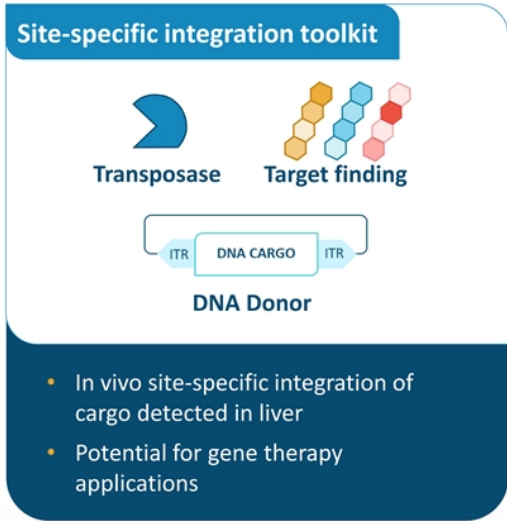 Site-specific integration toolkit
Transposase
Target finding
ITR
DNA CARGO
ITR
DNA Donor
• In vivo site-specific integration of
cargo detected in liver
• Potential for gene therapy
applications